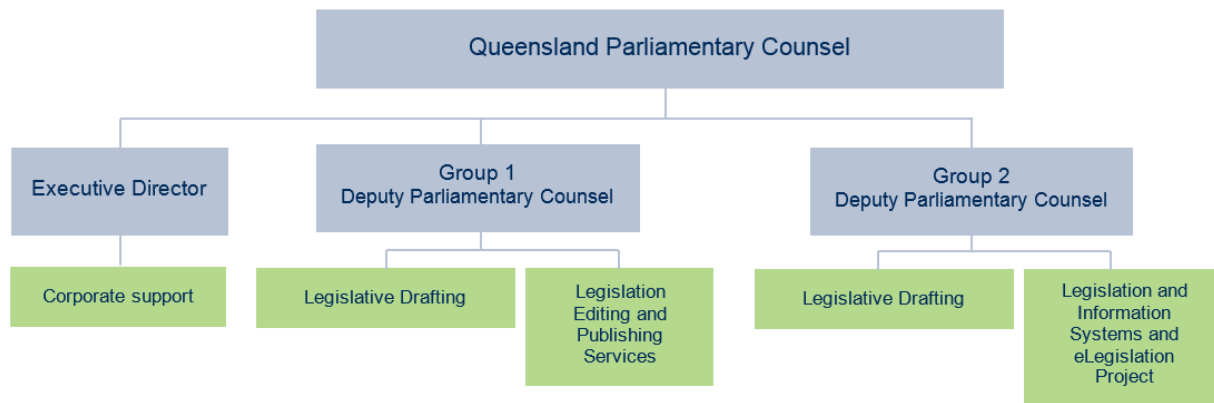 Queensland Parliamentary Counsel
Executive Director
Group 1
Deputy Parliamentary Counsel
Group 2
Deputy Parliamentary Counsel
Corporate support
Legislative Drafting
Legislation
Editing and
Publishing
Services
Legislative Drafting
Legislation and
Information
Systems and
eLegislation
Project